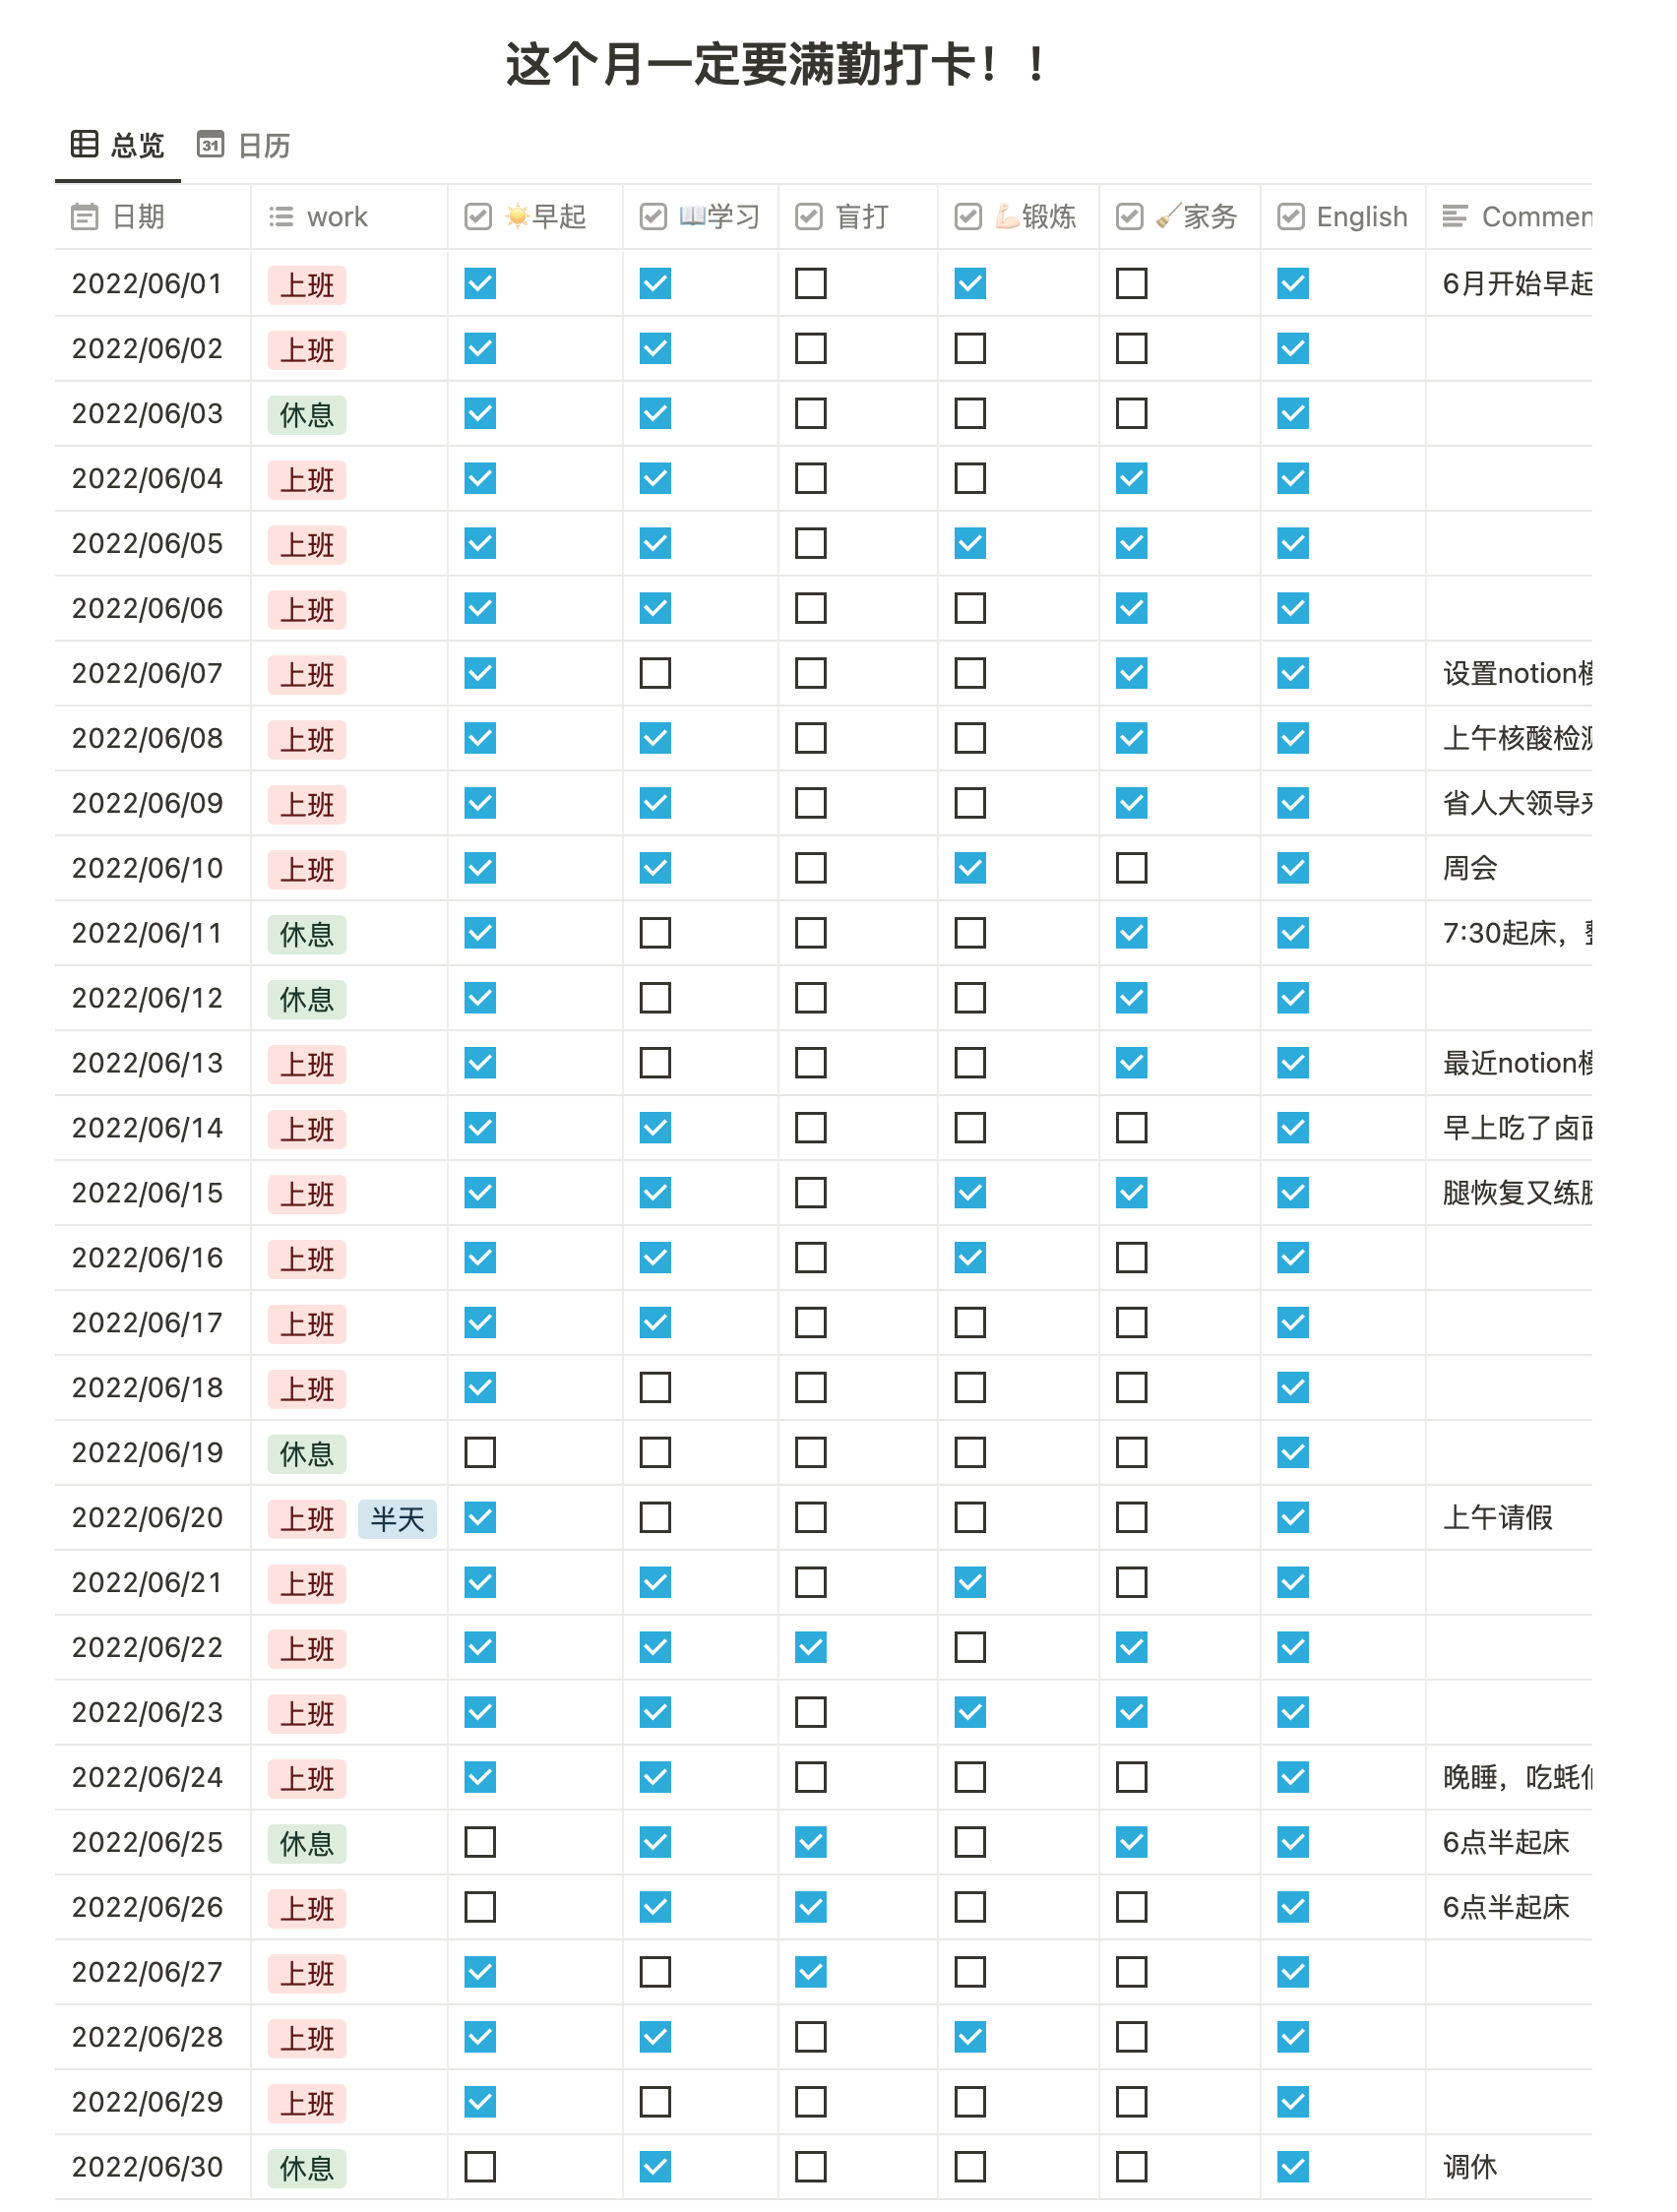 这个月一定要满勤打卡！！
总览 日历
日期 work ☀️早起 📖学习 盲打 💪🏻锻炼 🧹家务 English Commen
2022/06/01 上班 6月开始早起
2022/06/02 上班
2022/06/03 休息
2022/06/04 上班
2022/06/05 上班
2022/06/06 上班
2022/06/07 上班 设置notion模
2022/06/08 上班 上午核酸检测
2022/06/09 上班 省人大领导来
2022/06/10 上班 周会
2022/06/11 休息 7:30起床，
2022/06/12 休息
2022/06/13 上班 最近notion模
2022/06/14 上班 早上吃了卤面
2022/06/15 上班 腿恢复又练腿
2022/06/16 上班
2022/06/17 上班
2022/06/18 上班
2022/06/19 休息
2022/06/20 上班 半天 上午请假
2022/06/21 上班
2022/06/22 上班
2022/06/23 上班
2022/06/24 上班 晚睡，吃蚝
2022/06/25 休息 6点半起床
2022/06/26 上班 6点半起床
2022/06/27 上班
2022/06/28 上班
2022/06/29 上班
2022/06/30 休息 调休